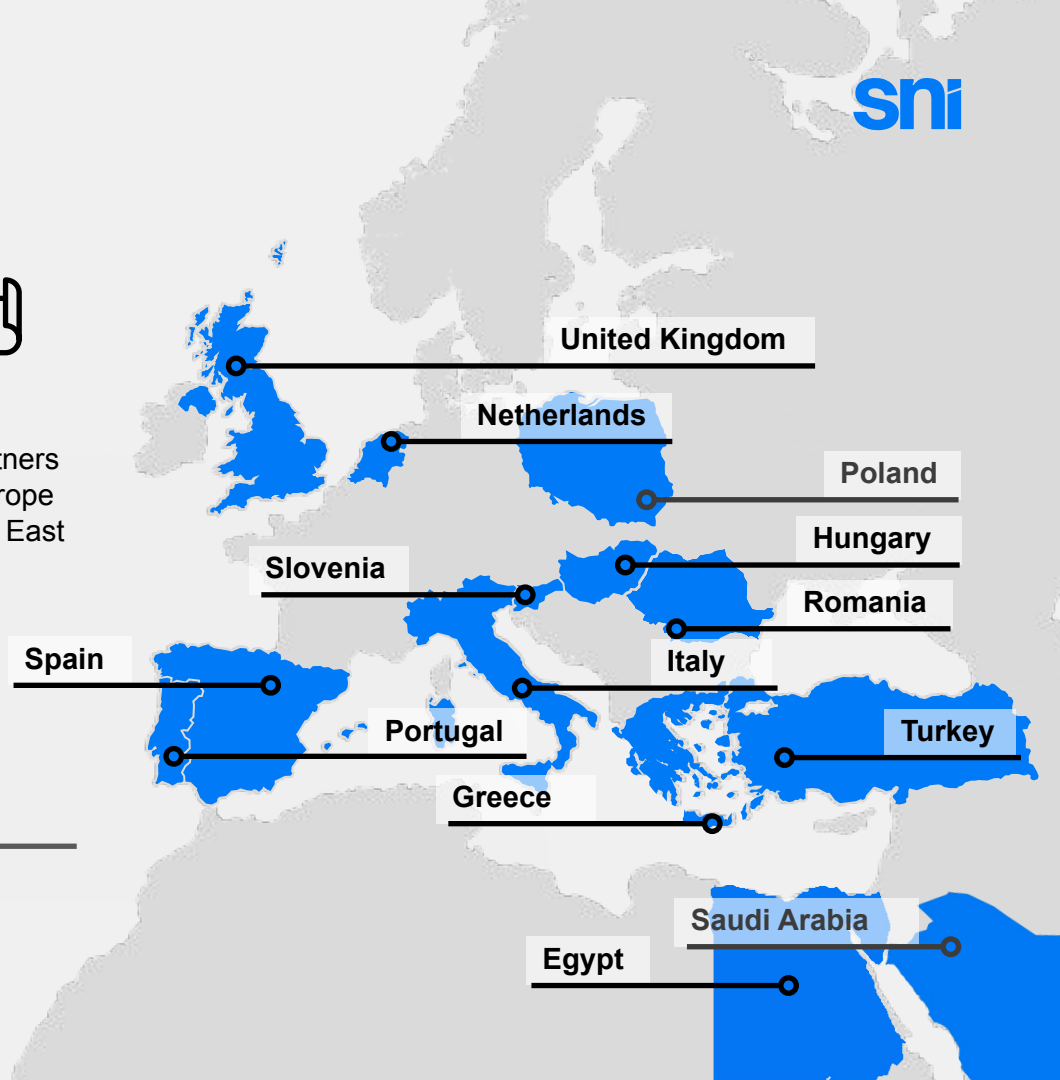 sni
United Kingdom
Netherlands
tners
rope
East
Poland
Hungary
Slovenia
Romania
Spain
Italy
Portugal
Turkey
Greece
Saudi Arabia
Egypt